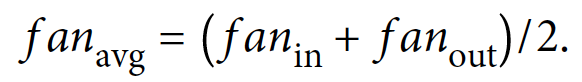 fan_avg = (fan_in + fan_out)/2.